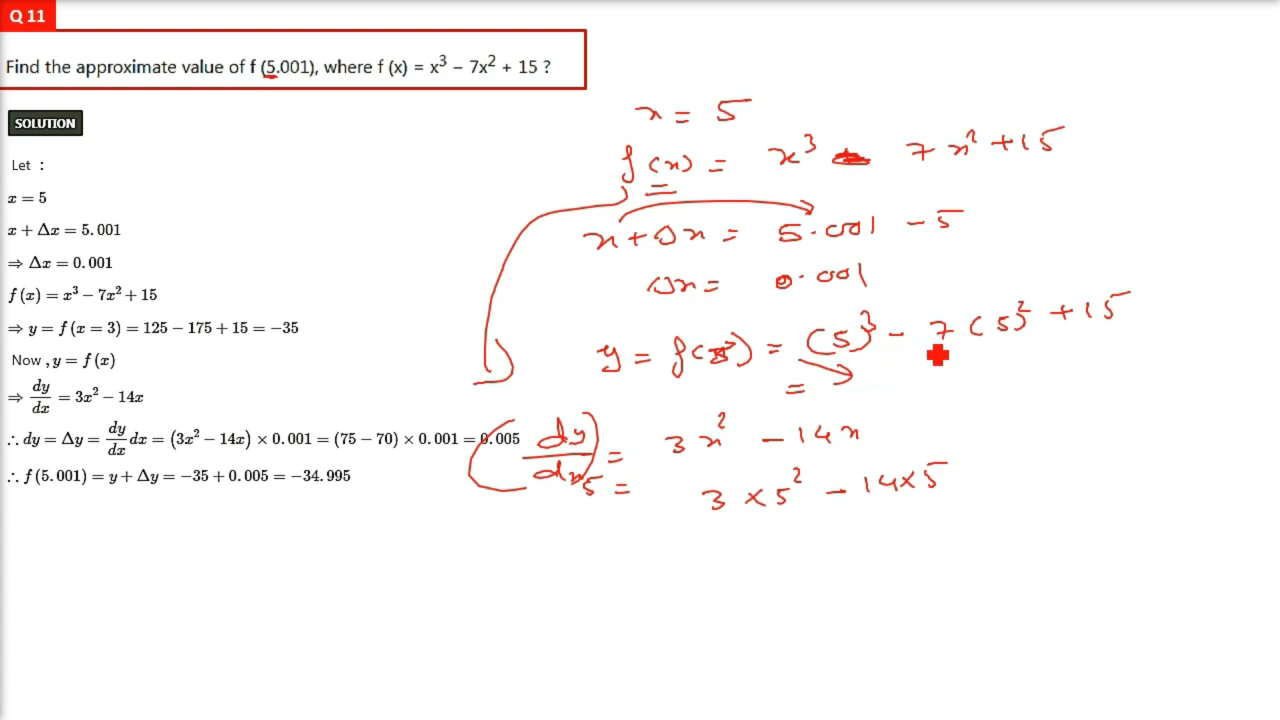 Q 11
Find the approximate value of f (5.001), where f (x) = x³ − 7x² + 15 ?
SOLUTION
Let :
x = 5
x + Δx = 5.001
⇒ Δx = 0.001
f(x) = x³ − 7x² + 15
⇒ y = f(x = 3) = 125 − 175 + 15 = −35
Now , y = f(x)
⇒ dy/dx = 3x² − 14x
∴ dy = Δy = dy/dx dx = (3x² − 14x) × 0.001 = (75 − 70) × 0.001 = 0.005
∴ f(5.001) = y + Δy = −35 + 0.005 = −34.995
x = 5
f(x) = x³ − 7x² + 15
x + Δx = 5.001 − 5
Δx = 0.001
y = f(5) = (5)³ − 7(5)² + 15
=
dy/dx = 3x² − 14x
5 = 3 × 5² − 14 × 5